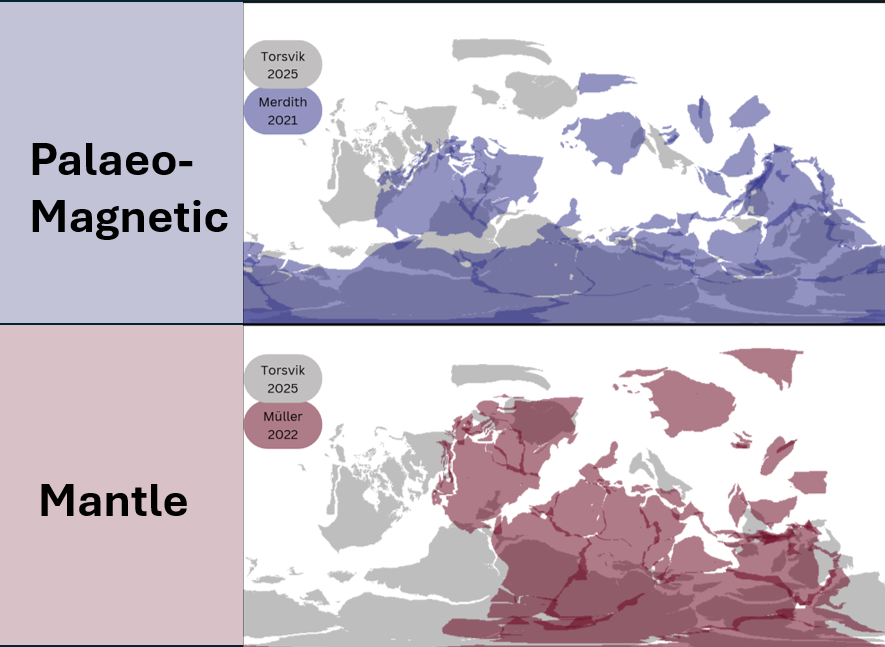 Torsvik
2025
Merdith
2021
Palaeo-
Magnetic
Torsvik
2025
Müller
2022
Mantle